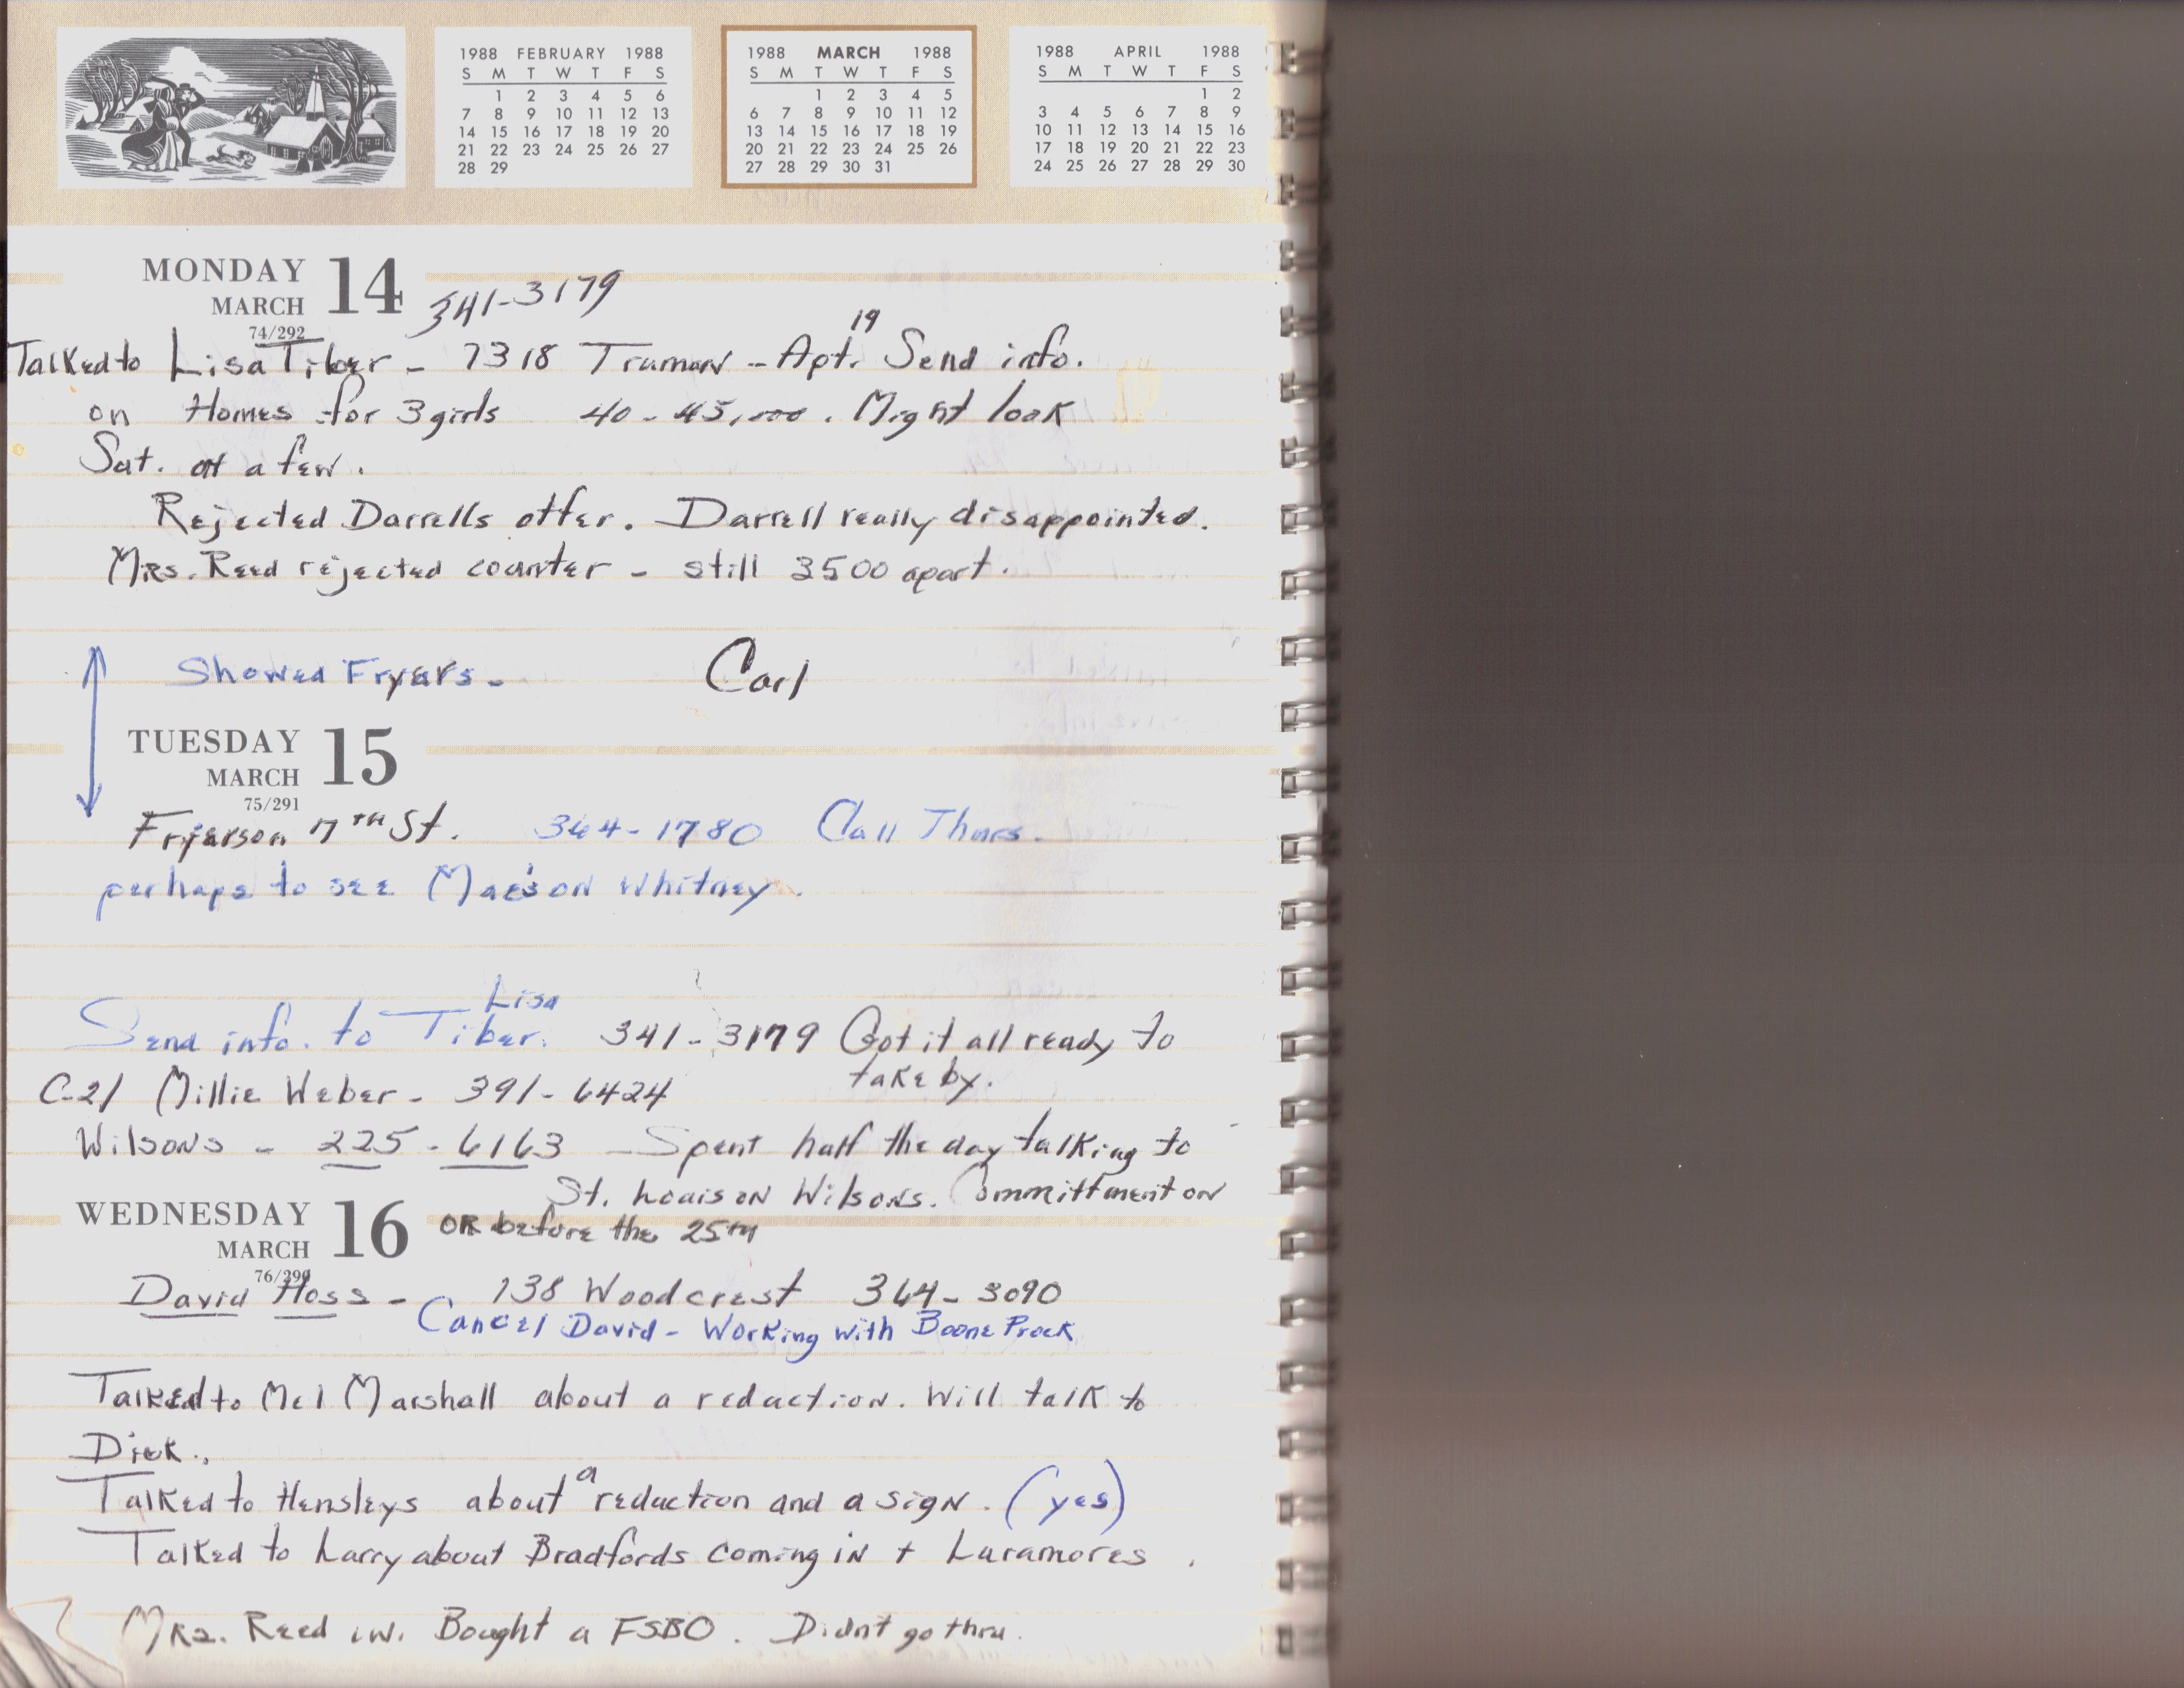 1988 FEBRUARY 1988
S M T W T F S
1 2 3 4 5 6
7 8 9 10 11 12 13
14 15 16 17 18 19 20
21 22 23 24 25 26 27
28 29
1988 MARCH 1988
S M T W T F S
1 2 3 4 5
6 7 8 9 10 11 12
13 14 15 16 17 18 19
20 21 22 23 24 25 26
27 28 29 30 31
1988 APRIL 1988
S M T W T F S
1 2
3 4 5 6 7 8 9
10 11 12 13 14 15 16
17 18 19 20 21 22 23
24 25 26 27 28 29 30
MONDAY 14
MARCH
74/292
341-3179
Talked to Lisa Tiber - 7318 Truman - Apt. 19 Send info.
on Homes for 3 girls 40-45,000. Might look
Sat. at a few.
Rejected Darrells offer. Darrell really disappointed.
Mrs. Reed rejected counter - still 3500 apart.
Showed Fryers - Carl
TUESDAY 15
MARCH
75/291
Fryerson 17th St. 364-1780 Call Thurs.
perhaps to see Mae's on Whitney.
Send info. to Lisa Tiber. 341-3179 Got it all ready to
take by.
C-21 Millie Weber - 391-6424
Wilsons - 225-6163 - Spent half the day talking to
St. Louis on Wilsons. Committment on
WEDNESDAY 16
MARCH
76/290
OR before the 25th
David Hoss - 138 Woodcrest 364-3090
Cancel David - Working with Boone Prock
Talked to Mel Marshall about a reduction. Will talk to
Dick.
Talked to Hensleys about a reduction and a sign. (yes)
Talked to Larry about Bradfords coming in + Laramores.
Mrs. Reed in. Bought a FSBO. Didnt go thru.